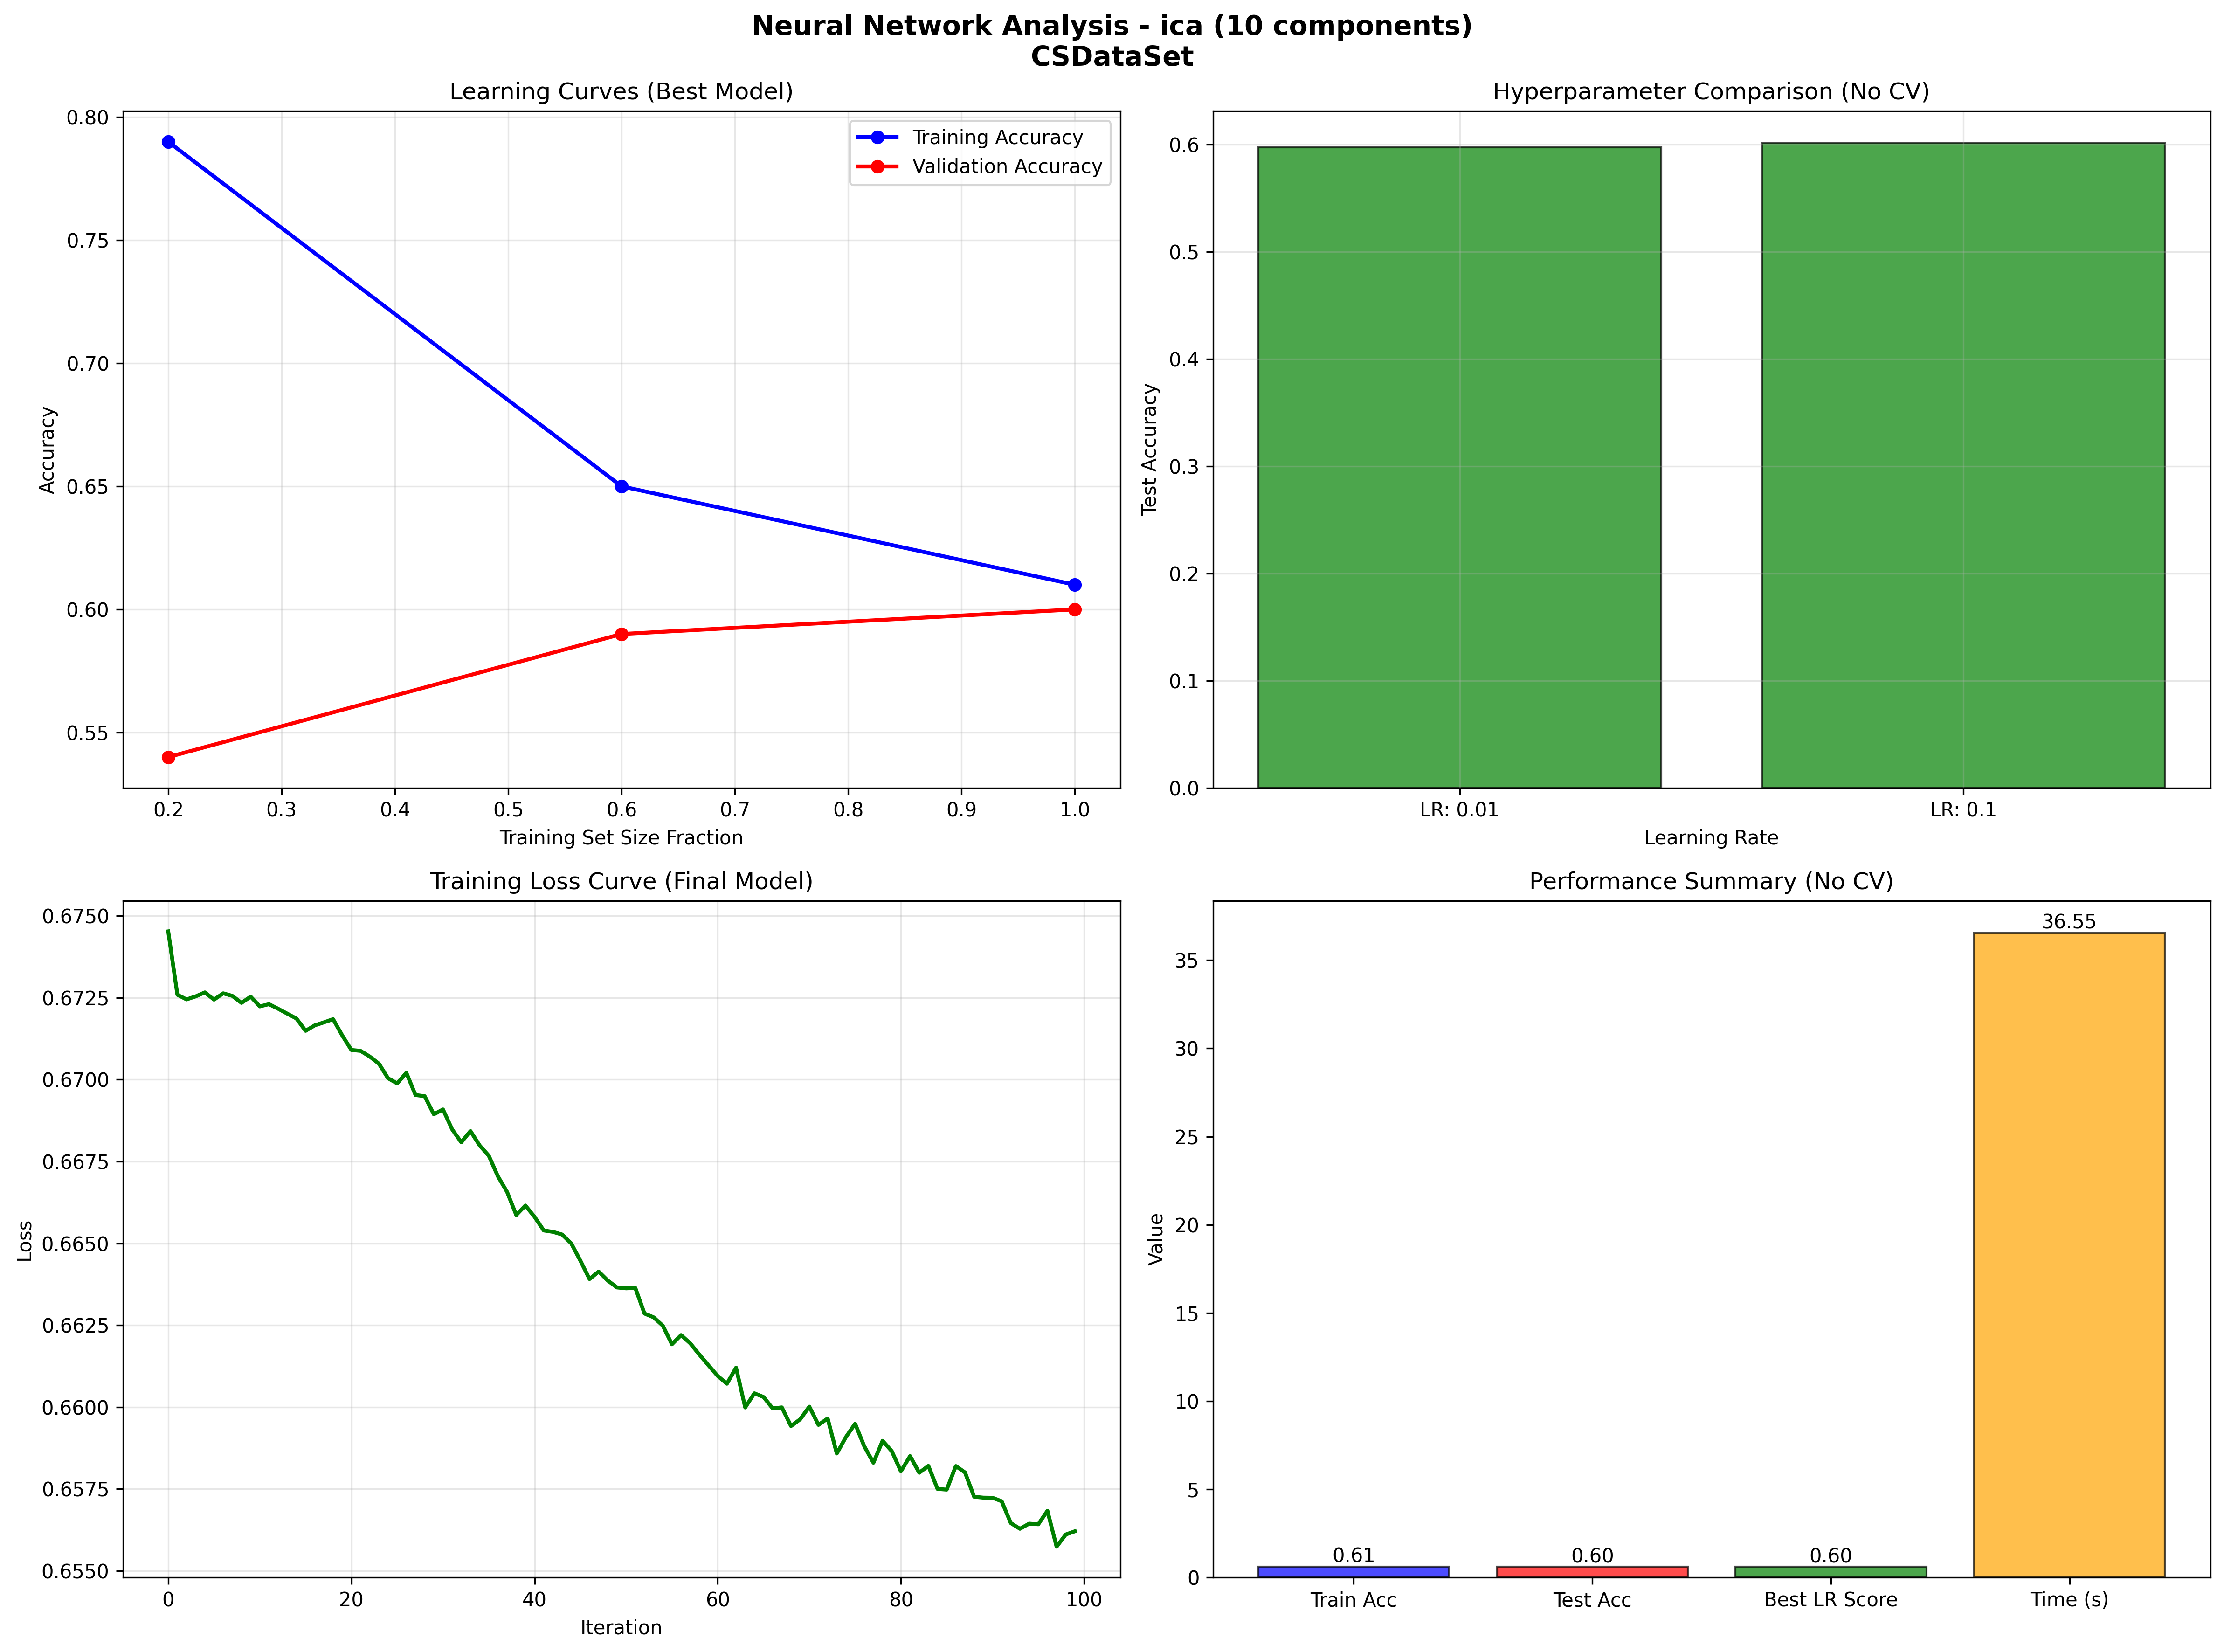 Neural Network Analysis - ica (10 components)
CSDataSet
Learning Curves (Best Model)
0.80
0.75
0.70
0.65
0.60
0.55
Accuracy
Training Accuracy
Validation Accuracy
0.2 0.3 0.4 0.5 0.6 0.7 0.8 0.9 1.0
Training Set Size Fraction
Hyperparameter Comparison (No CV)
0.6
0.5
0.4
0.3
0.2
0.1
0.0
Test Accuracy
LR: 0.01 LR: 0.1
Learning Rate
Training Loss Curve (Final Model)
0.6750
0.6725
0.6700
0.6675
0.6650
0.6625
0.6600
0.6575
0.6550
Loss
0 20 40 60 80 100
Iteration
Performance Summary (No CV)
35
30
25
20
15
10
5
0
Value
0.61 0.60 0.60 36.55
Train Acc Test Acc Best LR Score Time (s)